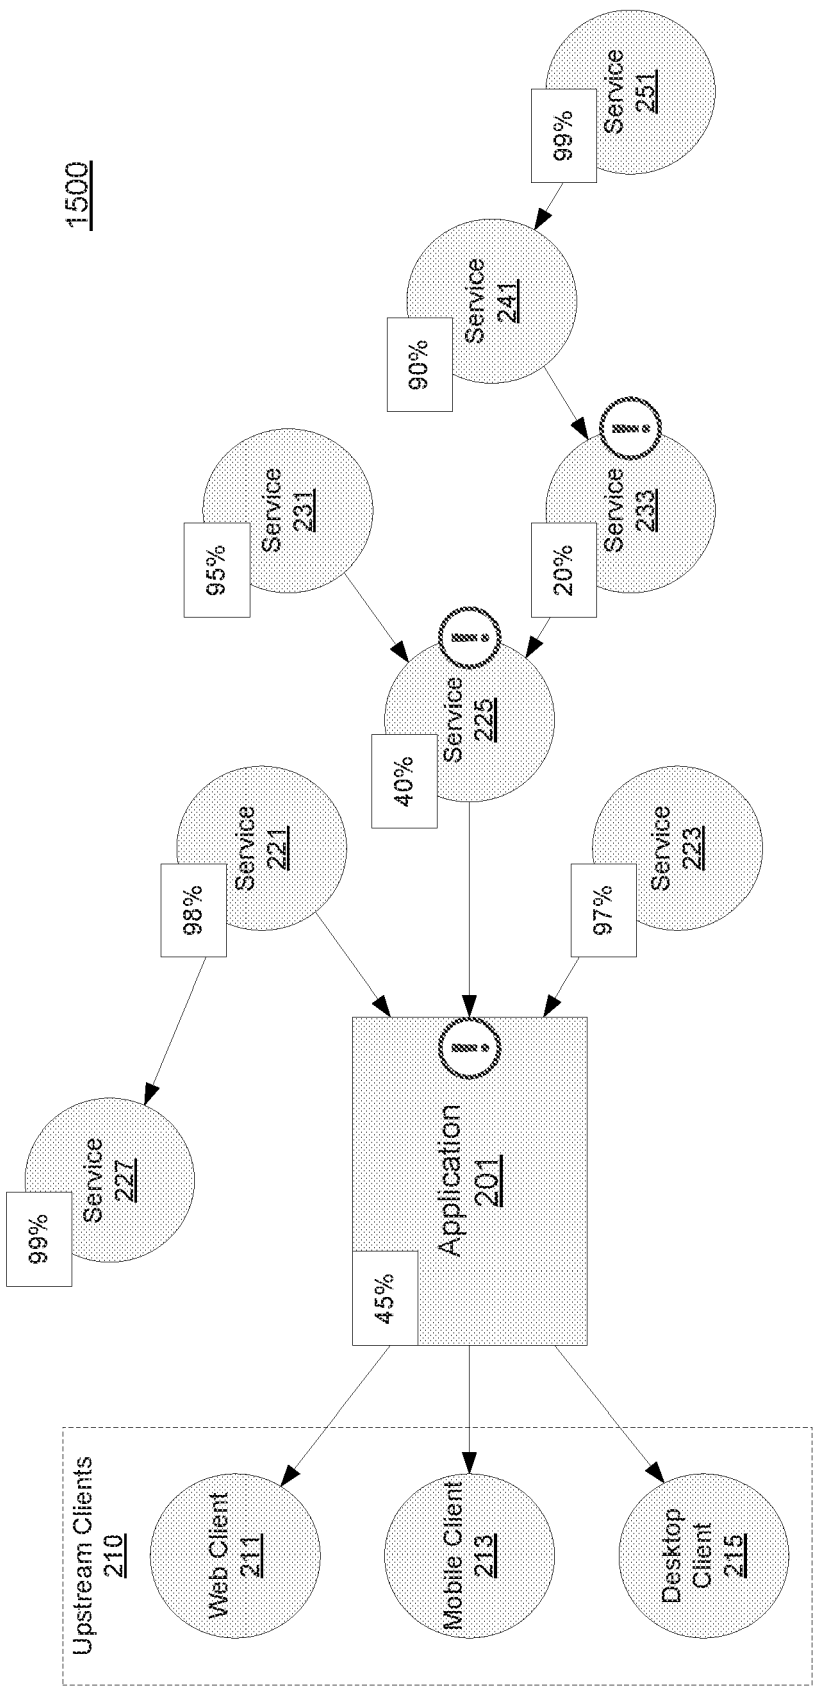 1500
Upstream Clients
210
Web Client
211
Mobile Client
213
Desktop
Client
215
45%
Application
201
!
99%
Service
227
98%
Service
221
97%
Service
223
40%
Service
225
!
95%
Service
231
20%
Service
233
!
90%
Service
241
99%
Service
251